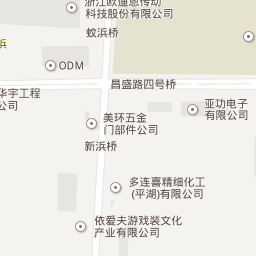 浙江欧迪恩传动
科技股份有限公司
蚊浜桥
浜
ODM
昌盛路四号桥
华宇工程
公司
亚功电子
有限公司
美环五金
门部件公司
新浜桥
多连喜精细化工
(平湖)有限公司
依爱夫游戏装文化
产业有限公司